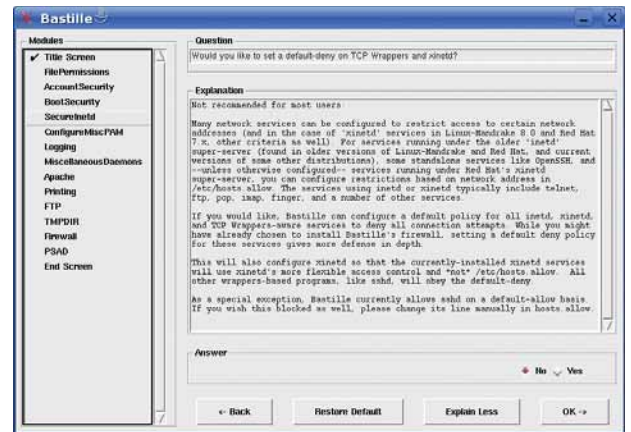 Bastille
Modules
✔ Title Screen
FilePermissions
AccountSecurity
BootSecurity
SecureInetd
ConfigureMiscPAM
Logging
MiscellaneousDaemons
Apache
Printing
FTP
TMPDIR
Firewall
PSAD
End Screen
Question
Would you like to set a default-deny on TCP Wrappers and xinetd?
Explanation
Not recommended for most users:
Many network services can be configured to restrict access to certain network
addresses (and in the case of 'xinetd' services in Linux-Mandrake 8.0 and Red Hat
7.x, other criteria as well). For services running under the older 'inetd'
super-server (found in older versions of Linux-Mandrake and Red Hat, and current
versions of some other distributions), some standalone services like OpenSSH, and
--unless otherwise configured-- services running under Red Hat's xinetd
super-server, you can configure restrictions based on network address in
/etc/hosts.allow. The services using inetd or xinetd typically include telnet,
ftp, pop, imap, finger, and a number of other services.
If you would like, Bastille can configure a default policy for all inetd, xinetd,
and TCP Wrappers-aware services to deny all connection attempts. While you might
have already chosen to install Bastille's firewall, setting a default deny policy
for these services gives more defense in depth.
This will also configure xinetd so that the currently-installed xinetd services
will use xinetd's more flexible access control and *not* /etc/hosts.allow. All
other wrappers-based programs, like sshd, will obey the default-deny.
As a special exception, Bastille currently allows sshd on a default-allow basis.
If you wish this blocked as well, please change its line manually in hosts.allow.
Answer
No Yes
<- Back Restore Default Explain Less OK ->